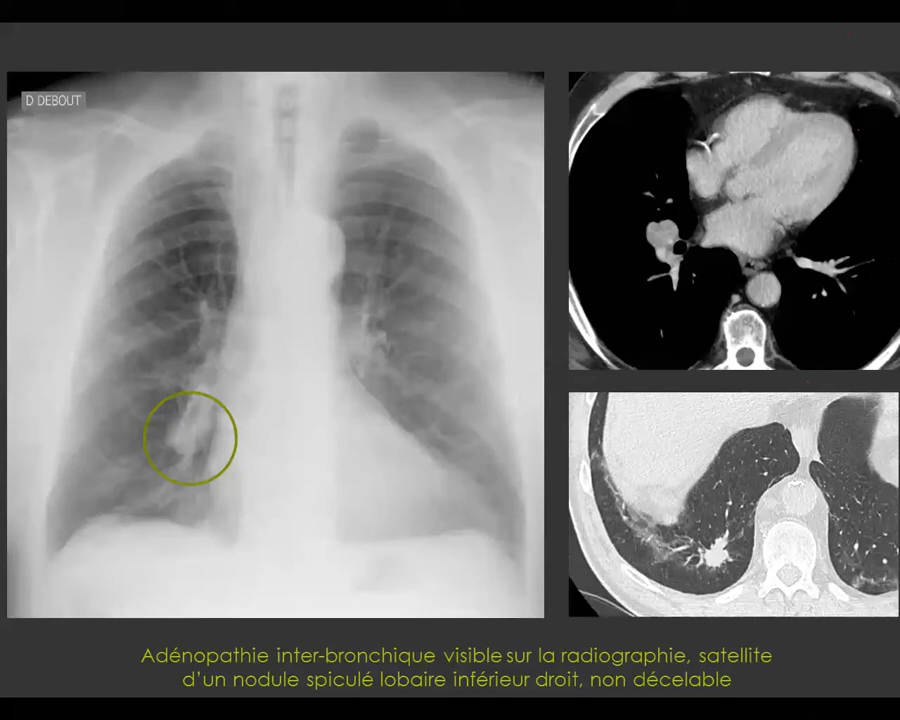 D DEBOUT
Adénopathie inter-bronchique visible sur la radiographie, satellite
d'un nodule spiculé lobaire inférieur droit, non décelable